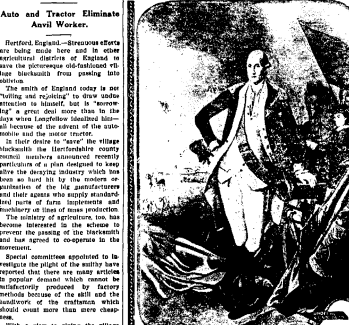 Auto and Tractor Eliminate
Anvil Worker.
Hertford, England.—Strenuous efforts
are being made here and in other
agricultural districts of England to
save the picturesque old-fashioned vil-
lage blacksmith from passing into
oblivion.
The smith of England today is not
"toiling and rejoicing" to draw undue
attention to himself, but is "sorrow-
ing" a great deal more than in the
days when Longfellow idealized him—
all because of the advent of the auto-
mobile and the motor tractor.
In their desire to "save" the village
blacksmith the Hertfordshire county
council members announced recently
particulars of a plan designed to keep
alive the decaying industry which has
been so hard hit by the modern or-
ganization of the big manufacturers
and their agents who supply standard-
ized parts of farm implements and
machinery on lines of mass production.
The ministry of agriculture, too, has
become interested in the scheme to
prevent the passing of the blacksmith
and has agreed to co-operate in the
movement.
Special committees appointed to in-
vestigate the plight of the smithy have
reported that there are many articles
in popular demand which cannot be
satisfactorily produced by factory
methods because of the skill and the
handiwork of the craftsman which
should count more than mere cheap-
ness.
With a view to the village